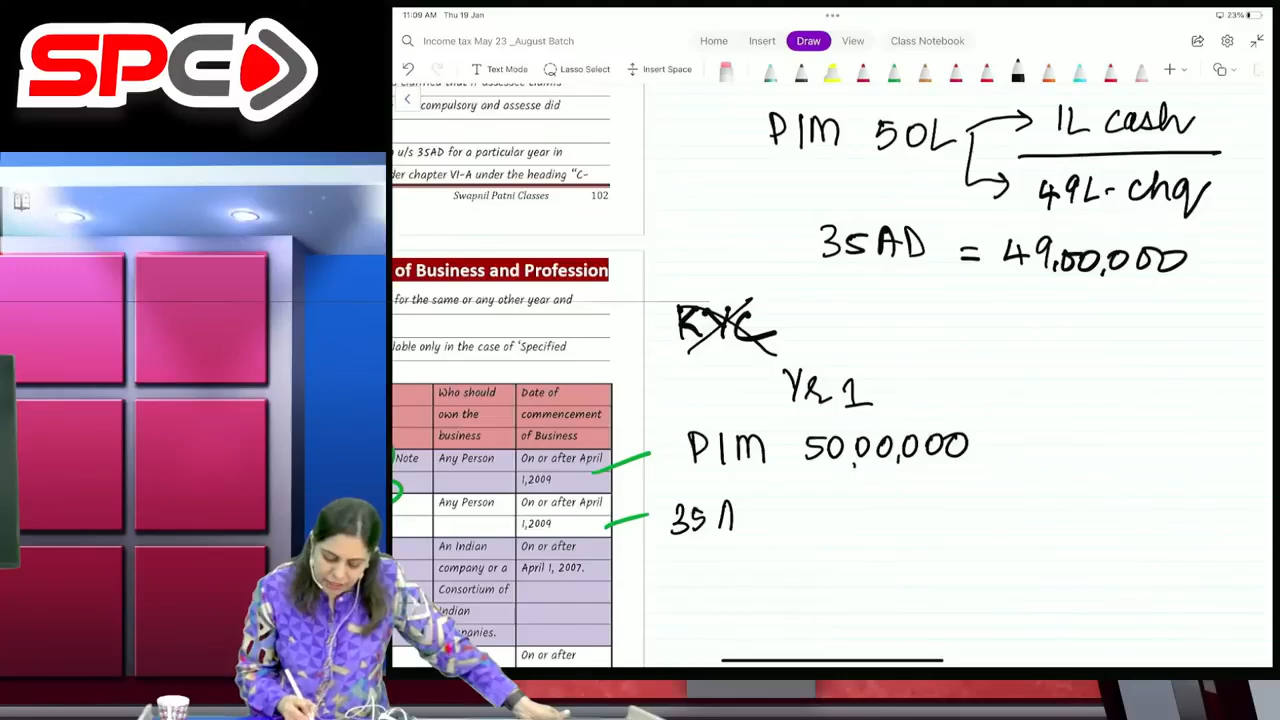 11:09 AM Thu 19 Jan
23%
SPC
Income tax May 23 _August Batch
Home Insert Draw View Class Notebook
Text Mode Lasso Select Insert Space
compulsory and assesse did
u/s 35AD for a particular year in
der chapter VI-A under the heading “C-
Swapnil Patni Classes 102
of Business and Profession
for the same or any other year and
lable only in the case of ‘Specified
Who should own the business
Date of commencement of Business
Note
Any Person
On or after April 1,2009
Any Person
On or after April 1,2009
An Indian company or a Consortium of Indian
On or after April 1, 2007.
On or after
P/M 50L → 1L cash
→ 49L - chq
35AD = 49,00,000
KYC
Yr 1
P/M 50,00,000
35 A